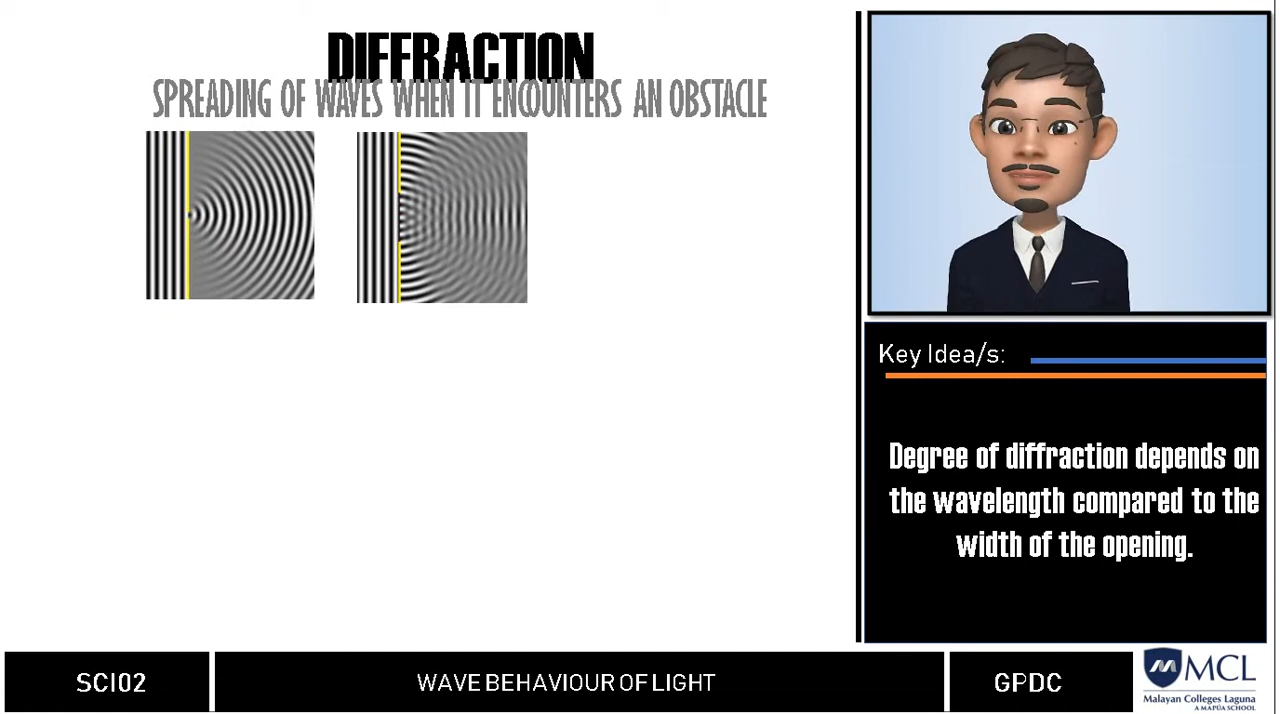 DIFFRACTION
SPREADING OF WAVES WHEN IT ENCOUNTERS AN OBSTACLE
Key Idea/s:
Degree of diffraction depends on
the wavelength compared to the
width of the opening.
SCI02
WAVE BEHAVIOUR OF LIGHT
GPDC
MCL
Malayan Colleges Laguna
A MAPÚA SCHOOL